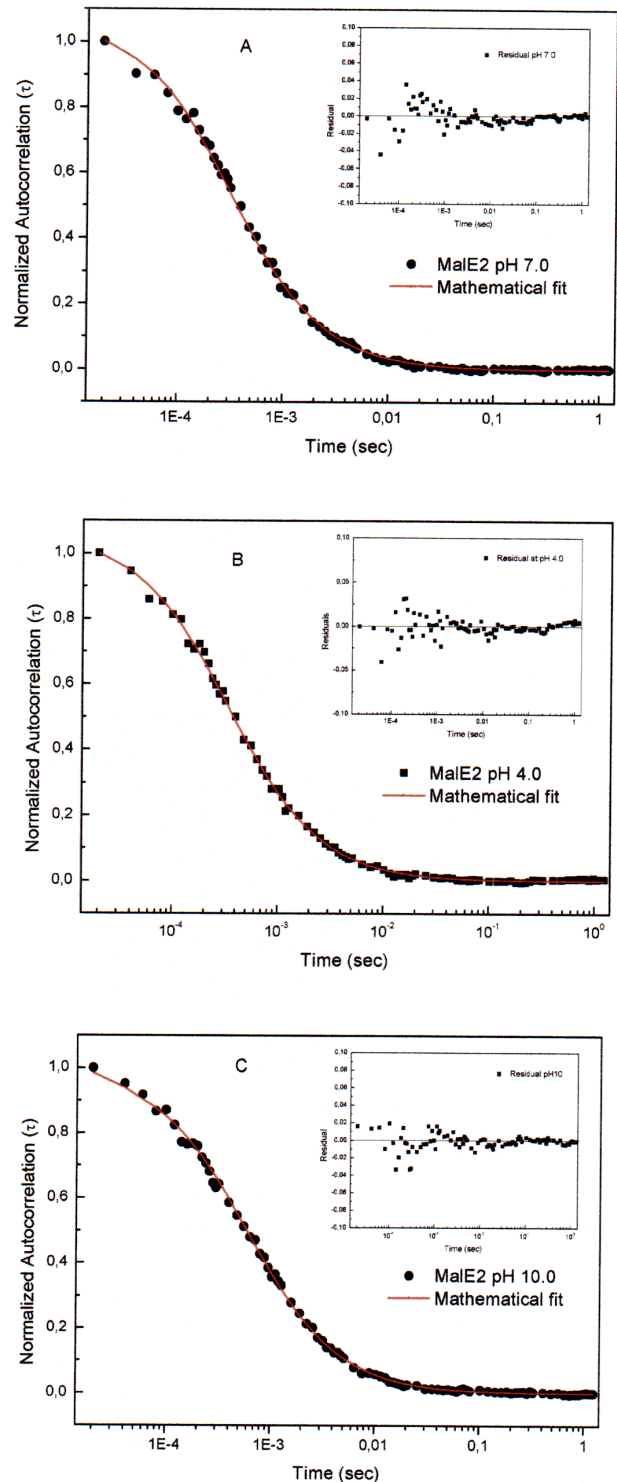 A
Normalized Autocorrelation (τ)
1,0
0,8
0,6
0,4
0,2
0,0
1E-4
1E-3
0,01
0,1
1
Time (sec)
MalE2 pH 7.0
Mathematical fit
Residual
0,10
0,08
0,06
0,04
0,02
0,00
-0,02
-0,04
-0,06
-0,08
-0,10
1E-4
1E-3
0,01
0,1
1
Time (sec)
Residual pH 7.0
B
Normalized Autocorrelation (τ)
1,0
0,8
0,6
0,4
0,2
0,0
10-4
10-3
10-2
10-1
100
Time (sec)
MalE2 pH 4.0
Mathematical fit
Residuals
0,10
0,05
0,00
-0,05
-0,10
1E-4
1E-3
0,01
0,1
1
Time (sec)
Residual at pH 4.0
C
Normalized Autocorrelation (τ)
1,0
0,8
0,6
0,4
0,2
0,0
1E-4
1E-3
0,01
0,1
1
Time (sec)
MalE2 pH 10.0
Mathematical fit
Residual
0,10
0,08
0,06
0,04
0,02
0,00
-0,02
-0,04
-0,06
-0,08
-0,10
Time (sec)
Residual pH10